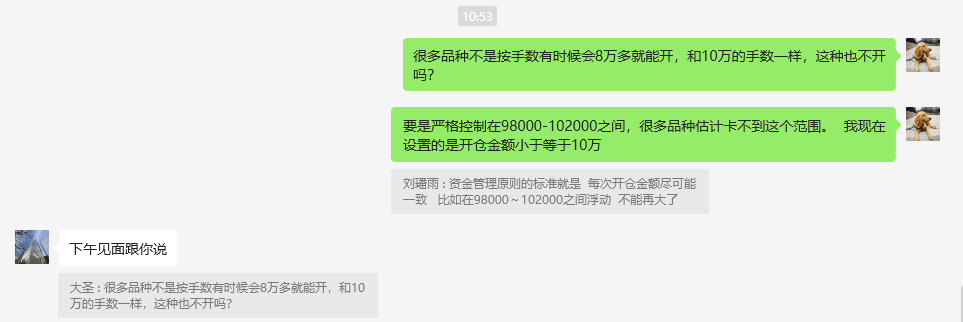 10:53
很多品种不是按手数有时候会8万多就能开，和10万的手数一样，这种也不开
吗？
要是严格控制在98000-102000之间，很多品种估计卡不到这个范围。 我现在
设置的是开仓金额小于等于10万
刘璠雨 : 资金管理原则的标准就是 每次开仓金额尽可能
一致 比如在98000～102000之间浮动 不能再大了
下午见面跟你说
大圣 : 很多品种不是按手数有时候会8万多就能开，和10
万的手数一样，这种也不开吗？